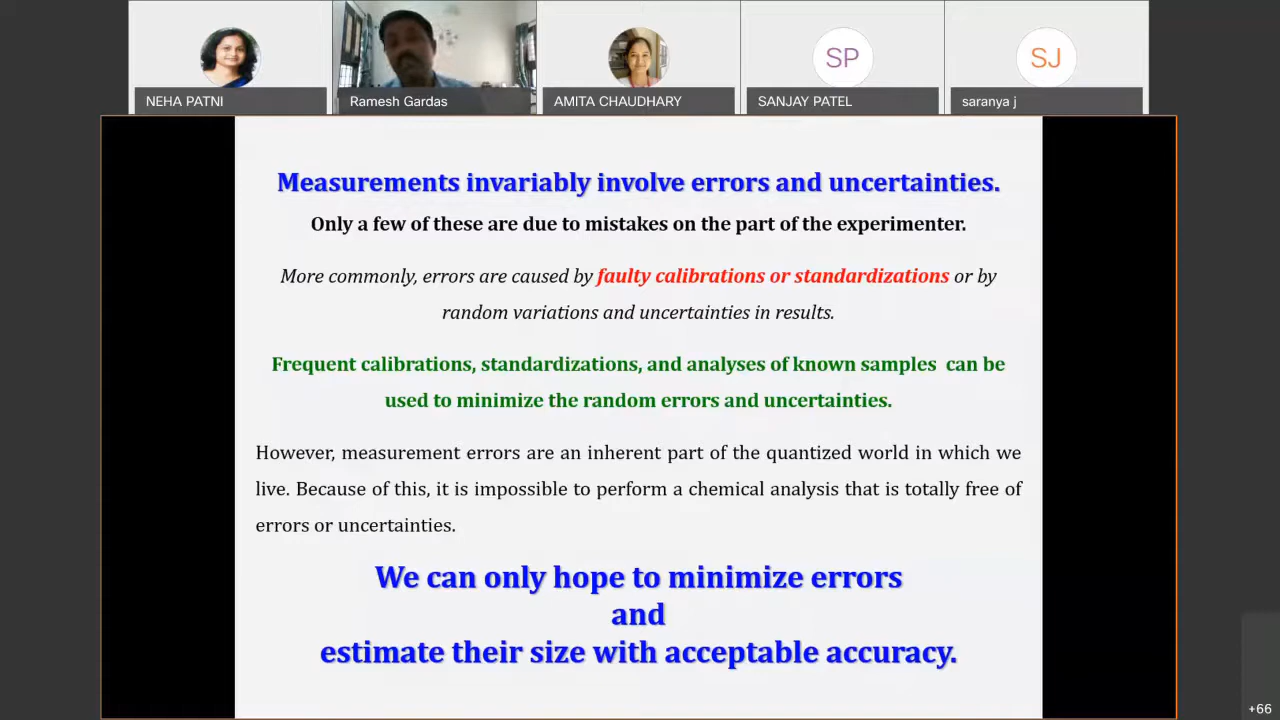 NEHA PATNI
Ramesh Gardas
AMITA CHAUDHARY
SP
SANJAY PATEL
SJ
saranya j
Measurements invariably involve errors and uncertainties.
Only a few of these are due to mistakes on the part of the experimenter.
More commonly, errors are caused by faulty calibrations or standardizations or by
random variations and uncertainties in results.
Frequent calibrations, standardizations, and analyses of known samples can be
used to minimize the random errors and uncertainties.
However, measurement errors are an inherent part of the quantized world in which we
live. Because of this, it is impossible to perform a chemical analysis that is totally free of
errors or uncertainties.
We can only hope to minimize errors
and
estimate their size with acceptable accuracy.
+66